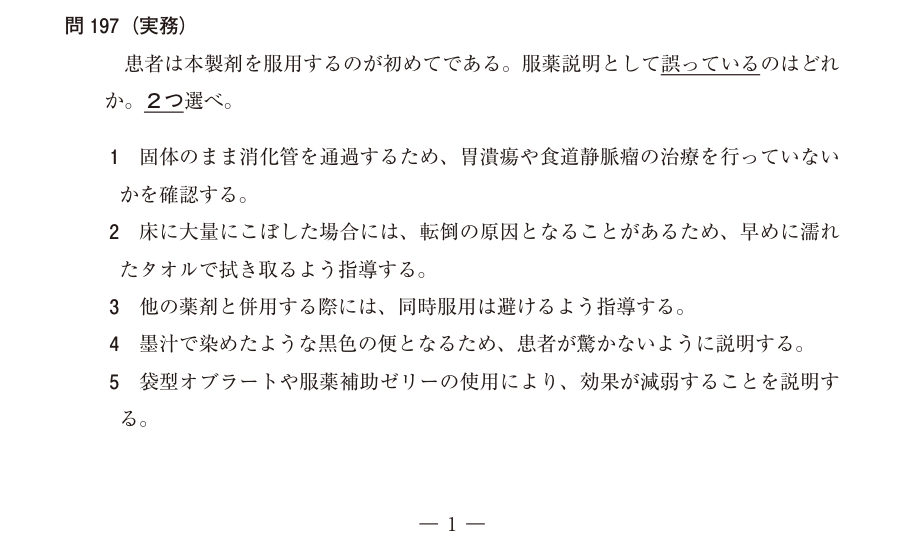 問 197（実務）
患者は本製剤を服用するのが初めてである。服薬説明として誤っているのはどれ
か。２つ選べ。
1　固体のまま消化管を通過するため、胃潰瘍や食道静脈瘤の治療を行っていない
かを確認する。
2　床に大量にこぼした場合には、転倒の原因となることがあるため、早めに濡れ
たタオルで拭き取るよう指導する。
3　他の薬剤と併用する際には、同時服用は避けるよう指導する。
4　墨汁で染めたような黒色の便となるため、患者が驚かないように説明する。
5　袋型オブラートや服薬補助ゼリーの使用により、効果が減弱することを説明す
る。
— 1 —